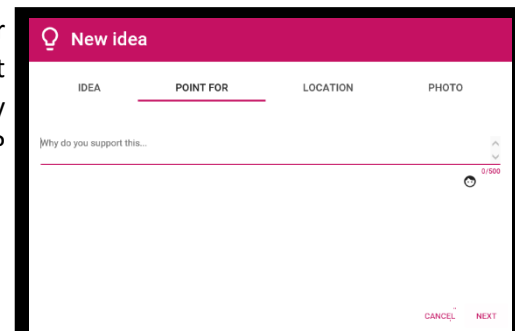 New idea
IDEA POINT FOR LOCATION PHOTO
Why do you support this...
0/500
CANCEL NEXT